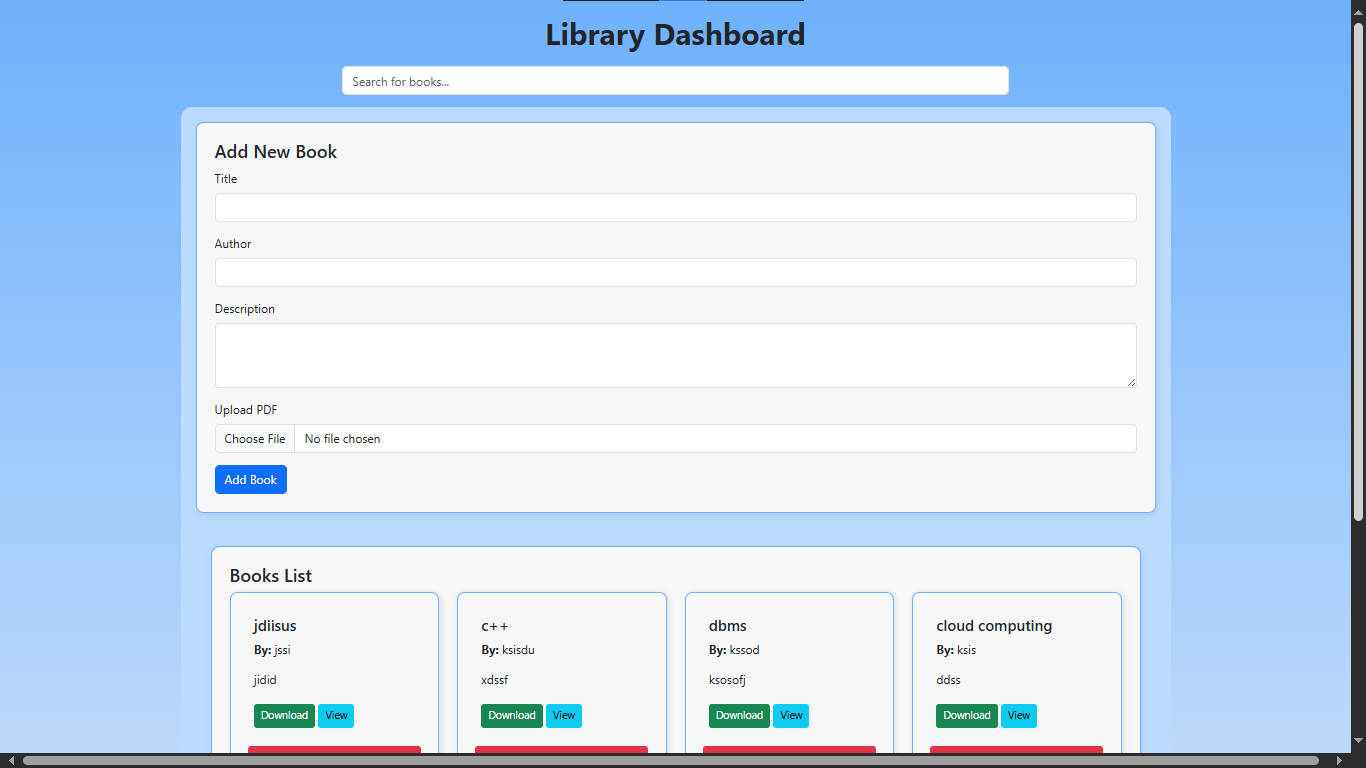 Library Dashboard
Search for books...
Add New Book
Title
Author
Description
Upload PDF
Choose File No file chosen
Add Book
Books List
jdiisus
By: jssi
jidid
Download View
c++
By: ksisdu
xdssf
Download View
dbms
By: kssod
ksosofj
Download View
cloud computing
By: ksis
ddss
Download View